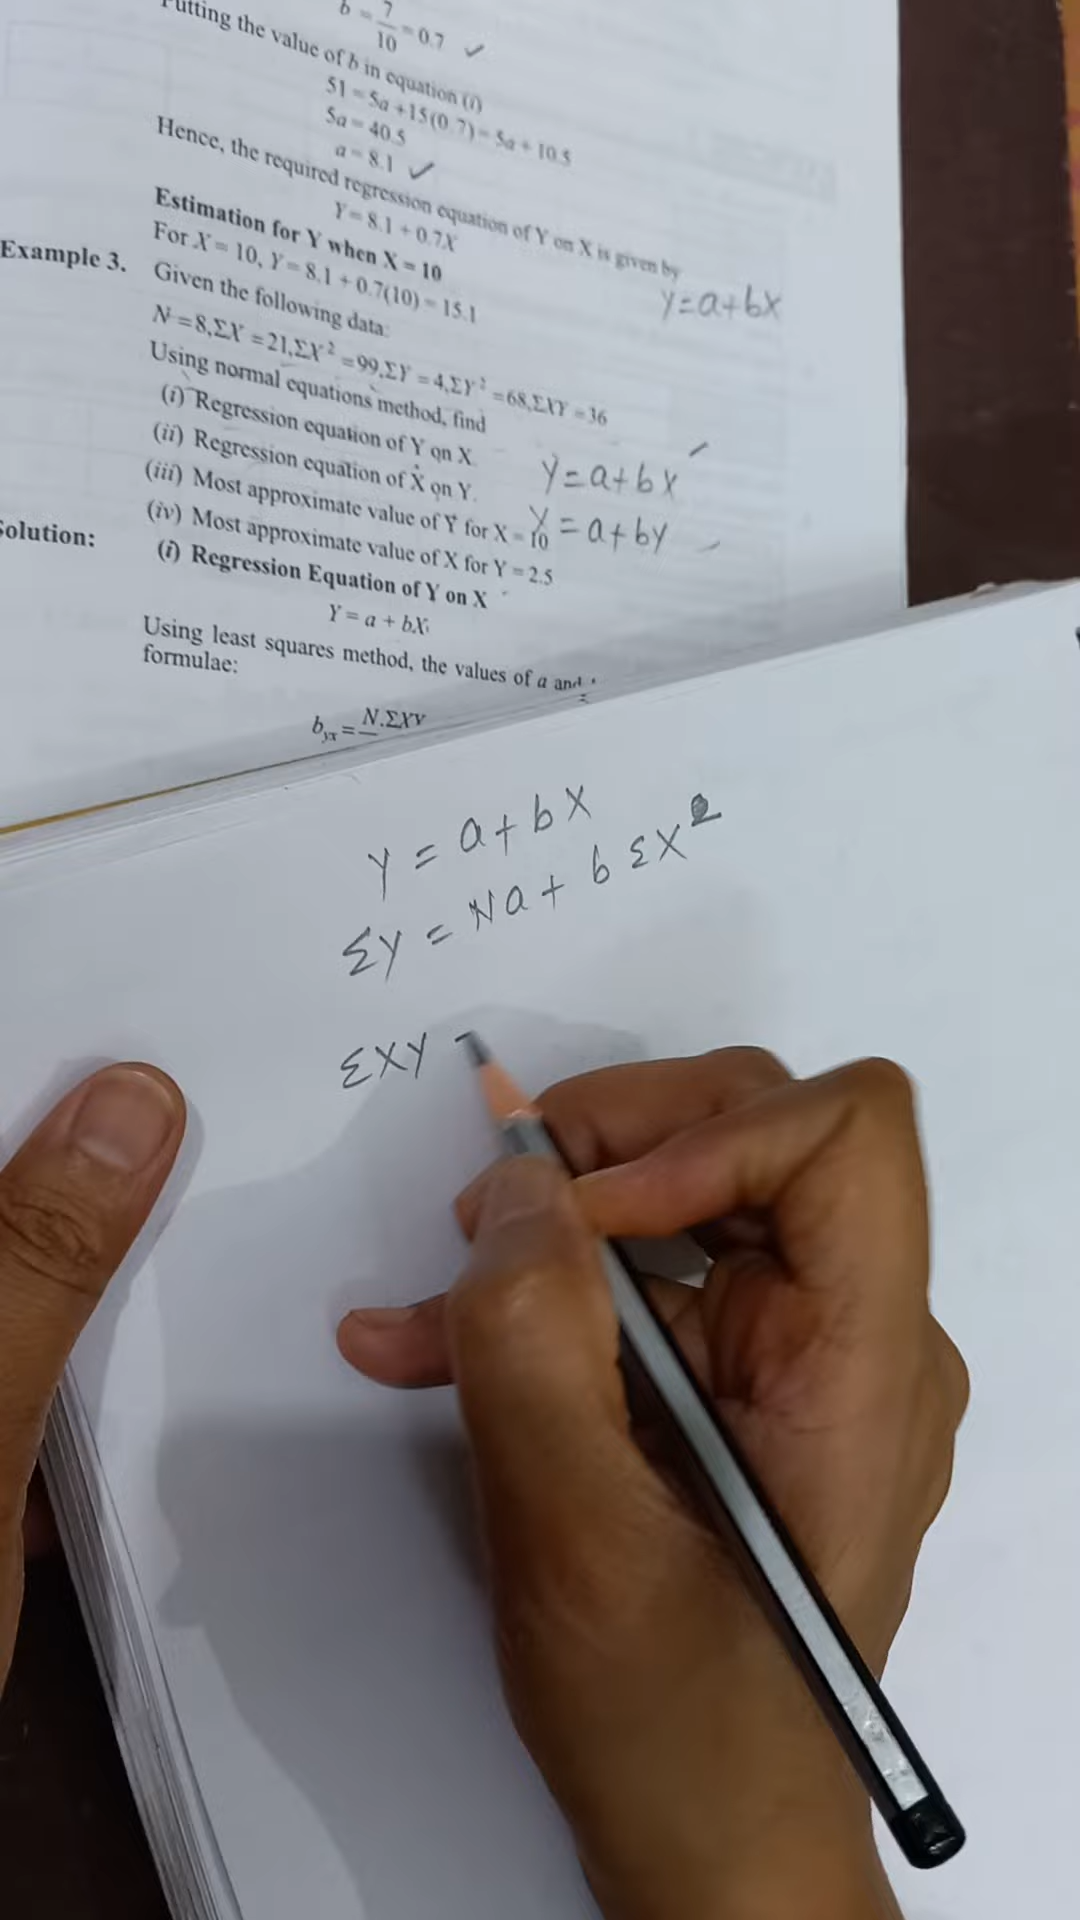 b = 7/10 = 0.7 ✓
Putting the value of b in equation (i)
51 = 5a + 15(0.7) = 5a + 10.5
5a = 40.5
a = 8.1 ✓
Hence, the required regression equation of Y on X is given by
Y = 8.1 + 0.7X
y = a + bx
Estimation for Y when X = 10
For X = 10, Y = 8.1 + 0.7(10) = 15.1
Example 3. Given the following data:
N = 8, ΣX = 21, ΣX² = 99, ΣY = 4, ΣY² = 68, ΣXY = 36
Using normal equations method, find
(i) Regression equation of Y on X.
y = a + bx
(ii) Regression equation of X on Y.
x = a + by
(iii) Most approximate value of Y for X = 10
(iv) Most approximate value of X for Y = 2.5
Solution: (i) Regression Equation of Y on X
Y = a + bX
Using least squares method, the values of a and
formulae:
byx = N.ΣXY
y = a + bx
Σy = Na + b Σx²
Σxy -